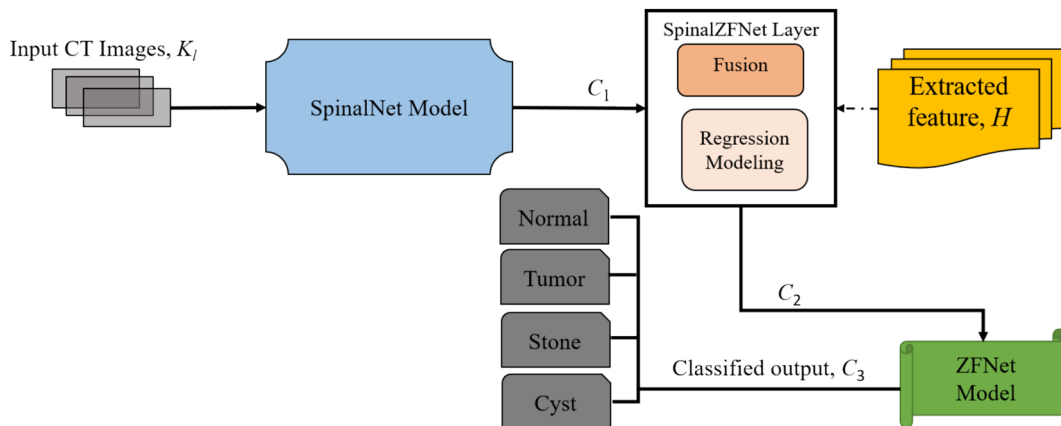 Input CT Images, K_l
SpinalNet Model
C_1
SpinalZFNet Layer
Fusion
Regression
Modeling
Extracted
feature, H
C_2
ZFNet
Model
Classified output, C_3
Normal
Tumor
Stone
Cyst